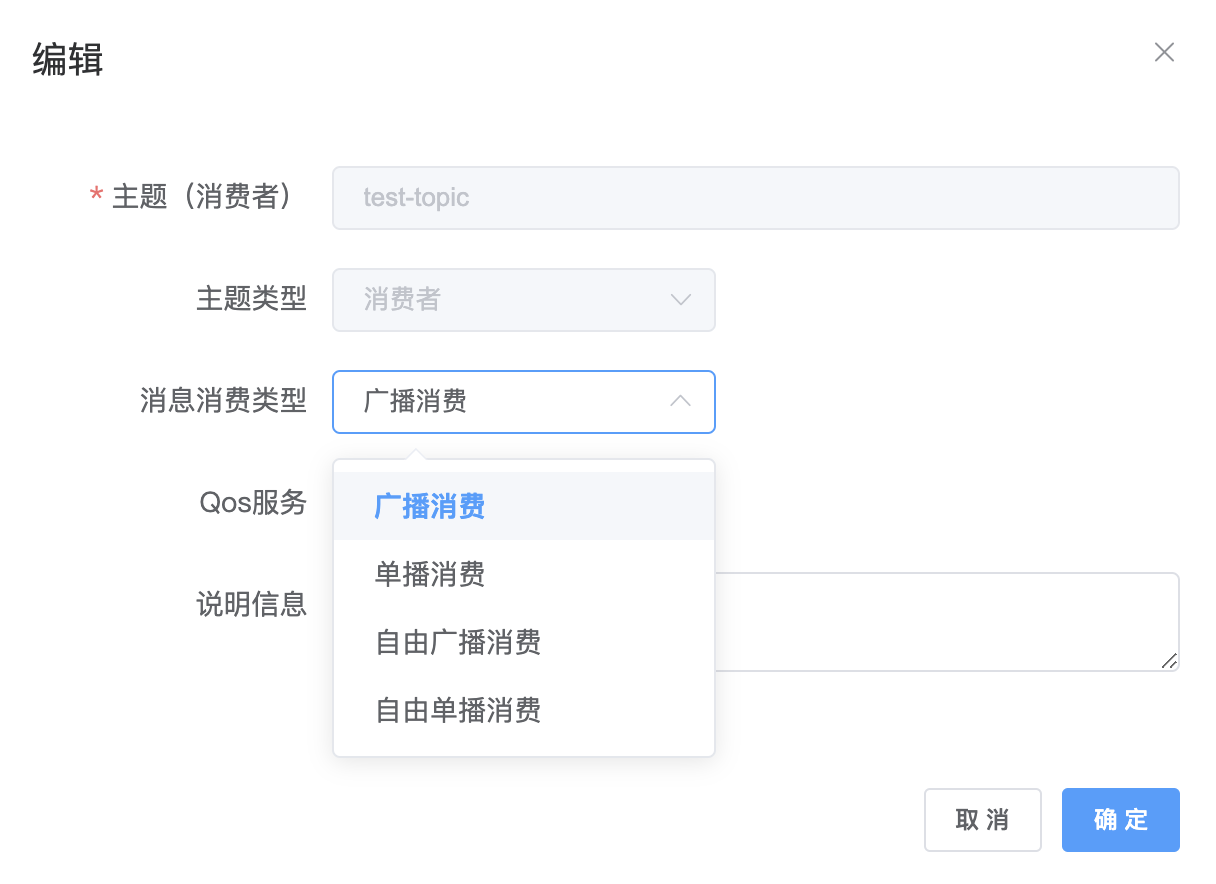 编辑
* 主题（消费者）
test-topic
主题类型
消费者
消息消费类型
广播消费
Qos服务
广播消费
单播消费
说明信息
自由广播消费
自由单播消费
取 消
确 定